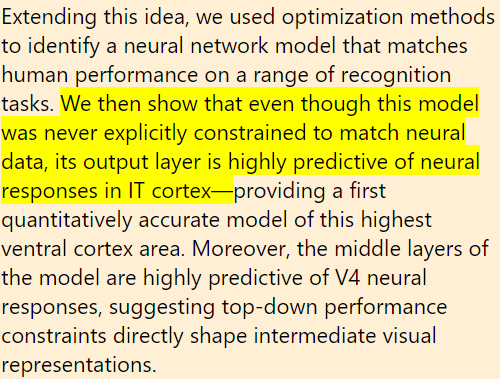 Extending this idea, we used optimization methods
to identify a neural network model that matches
human performance on a range of recognition
tasks. We then show that even though this model
was never explicitly constrained to match neural
data, its output layer is highly predictive of neural
responses in IT cortex—providing a first
quantitatively accurate model of this highest
ventral cortex area. Moreover, the middle layers of
the model are highly predictive of V4 neural
responses, suggesting top-down performance
constraints directly shape intermediate visual
representations.